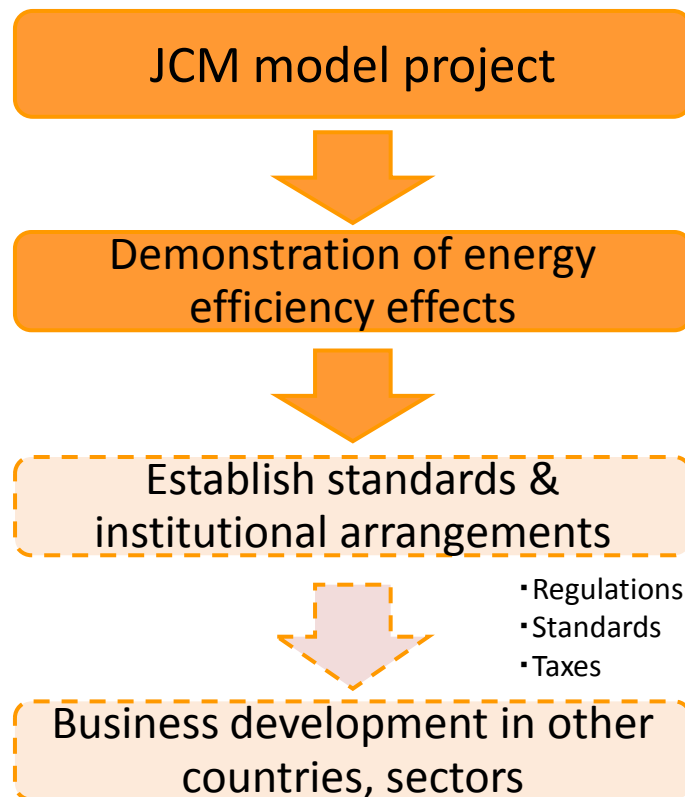 JCM model project
Demonstration of energy
efficiency effects
Establish standards &
institutional arrangements
・Regulations
・Standards
・Taxes
Business development in other
countries, sectors